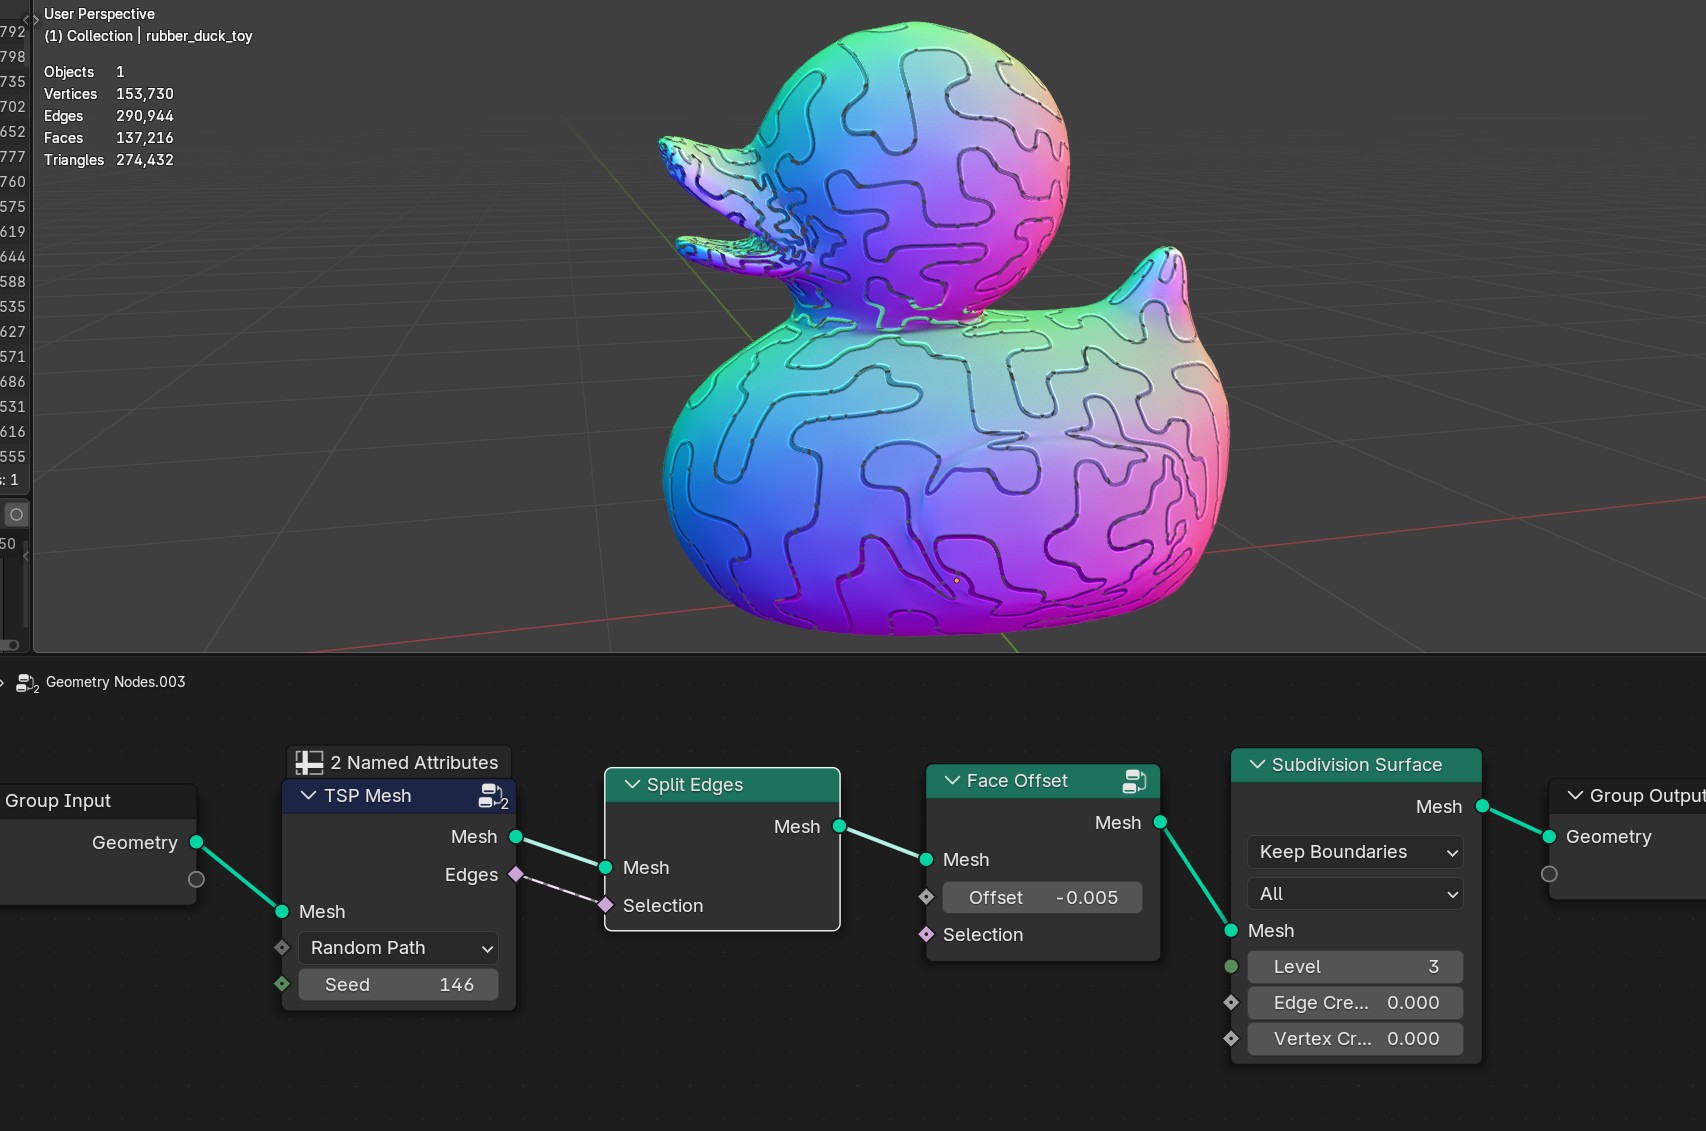 User Perspective
(1) Collection | rubber_duck_toy
Objects 1
Vertices 153,730
Edges 290,944
Faces 137,216
Triangles 274,432
792
798
735
702
652
777
760
575
619
644
588
535
627
571
686
531
616
555
s: 1
50
Geometry Nodes.003
Group Input
Geometry
2 Named Attributes
TSP Mesh
2
Mesh
Edges
Mesh
Random Path
Seed 146
Split Edges
Mesh
Mesh
Selection
Face Offset
Mesh
Mesh
Offset -0.005
Selection
Subdivision Surface
Mesh
Keep Boundaries
All
Mesh
Level 3
Edge Cre... 0.000
Vertex Cr... 0.000
Group Output
Geometry